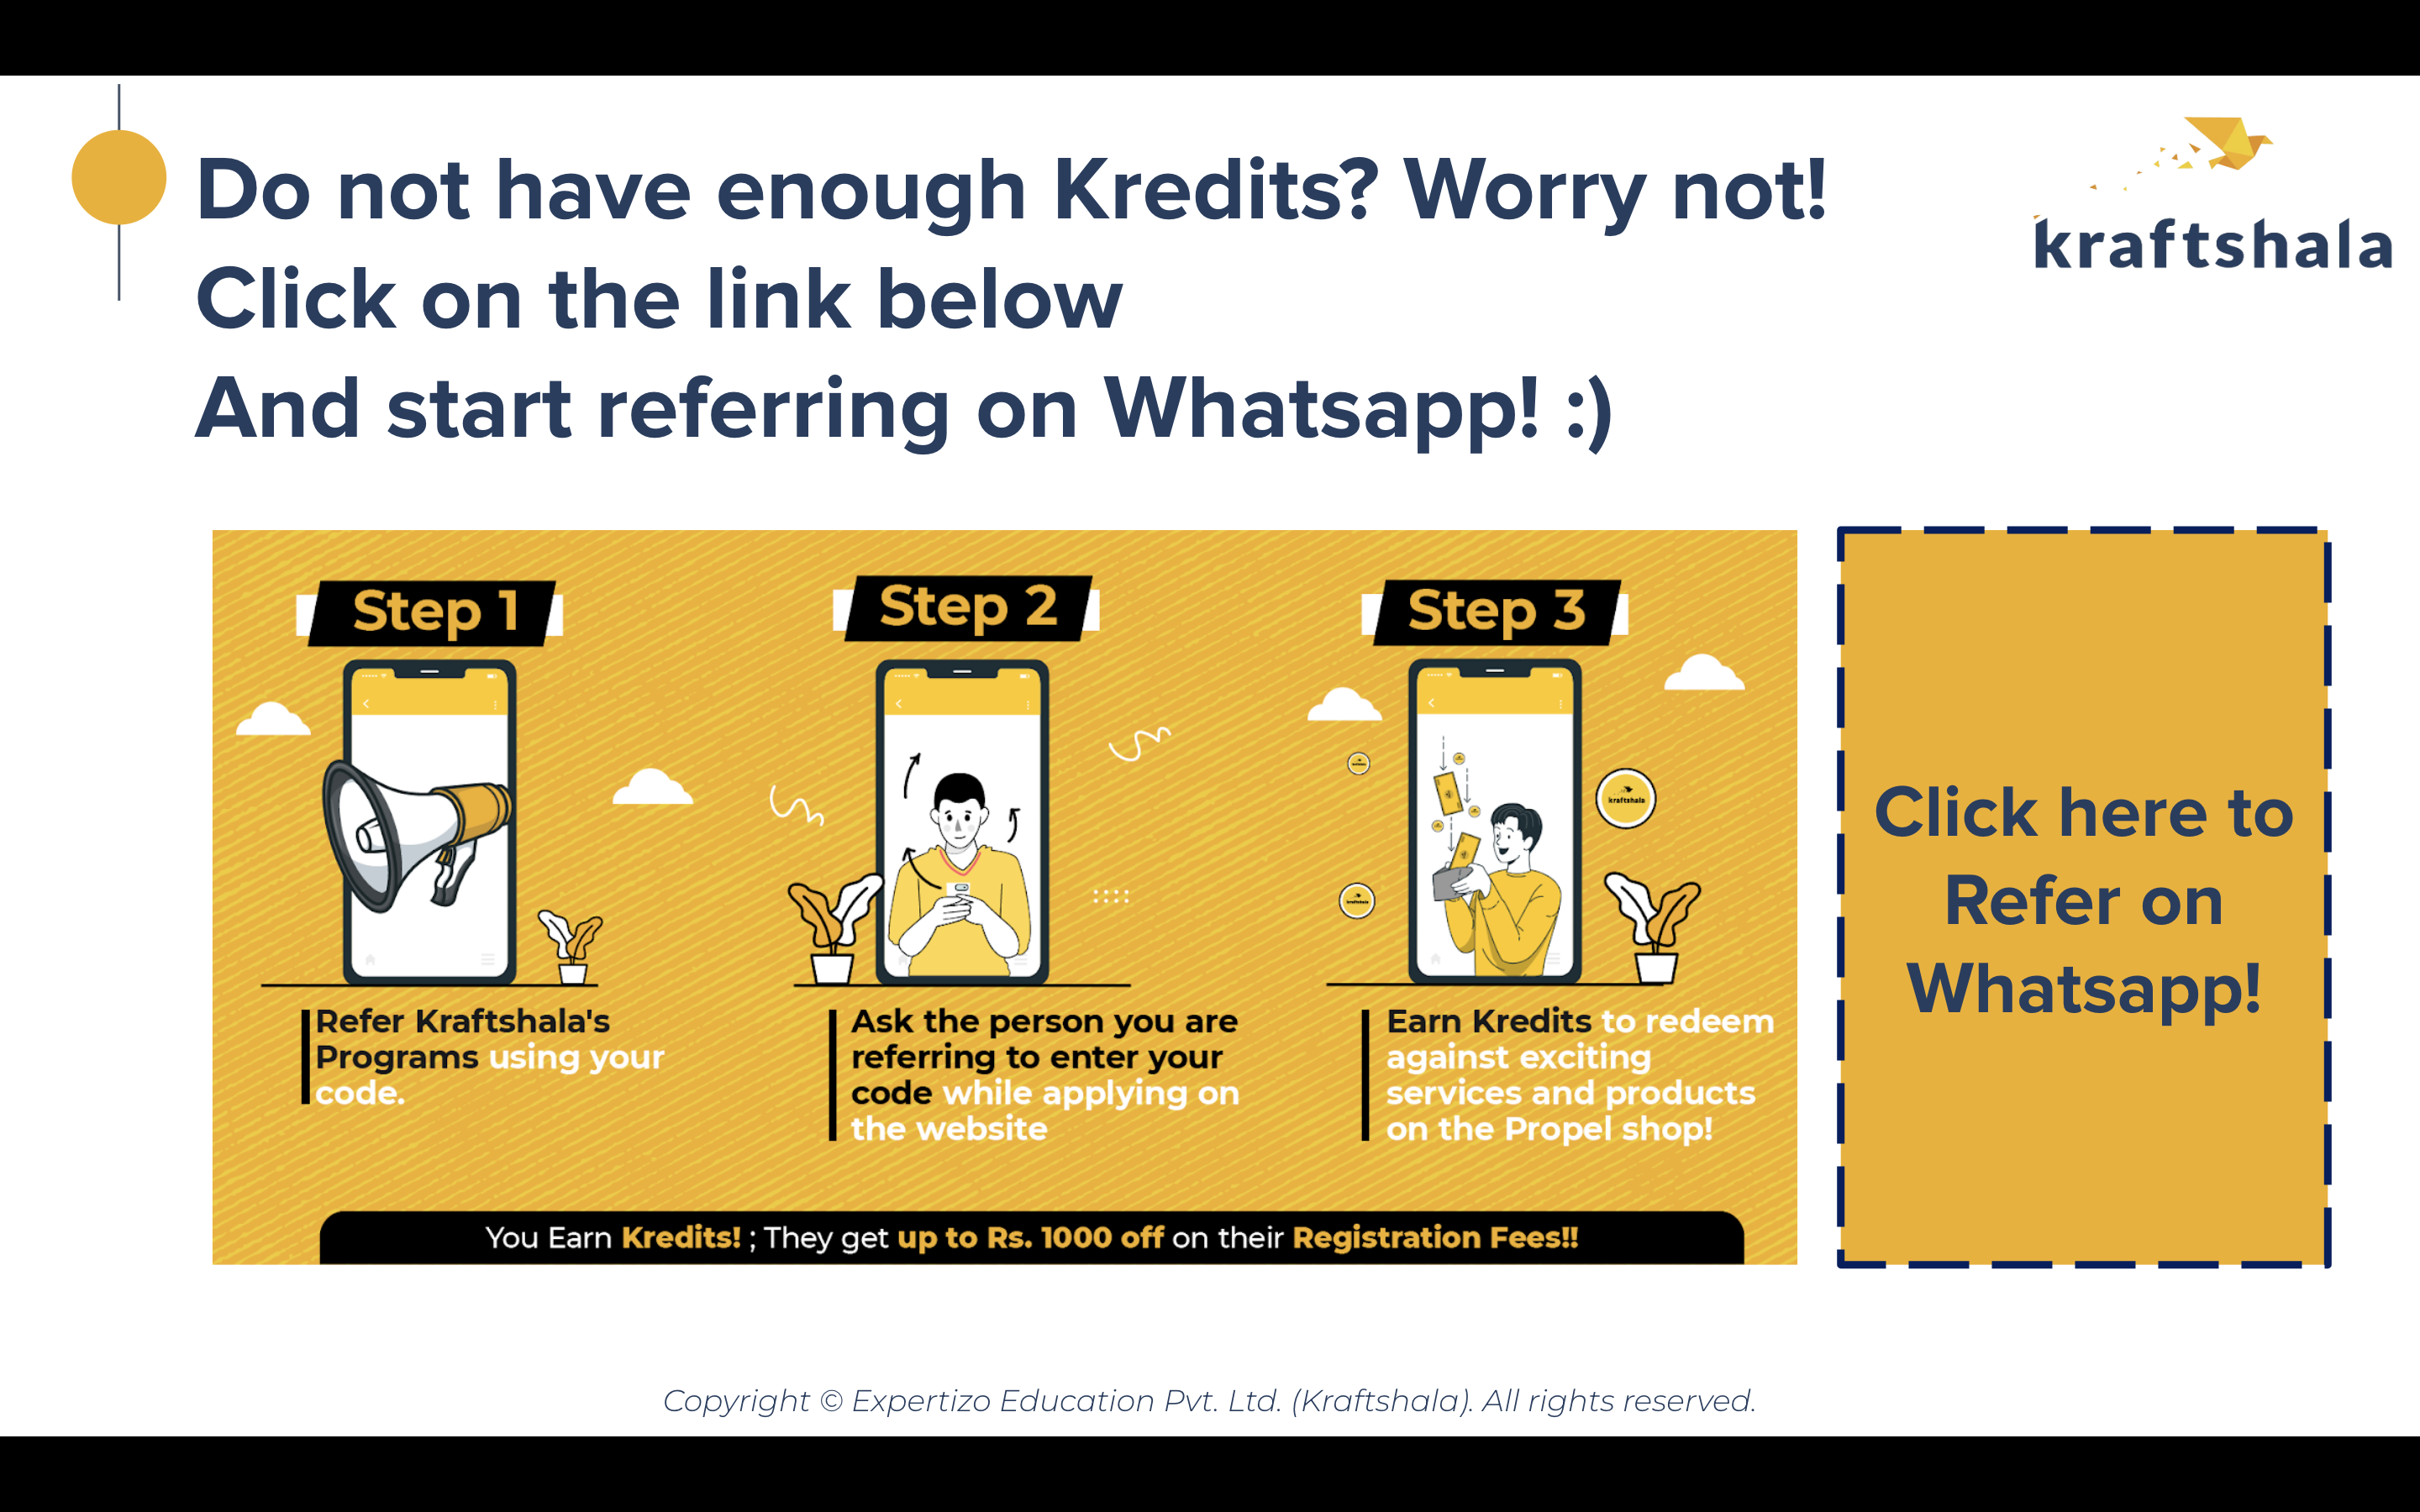 Do not have enough Kredits? Worry not!
Click on the link below
And start referring on Whatsapp! :)
kraftshala
Step 1
Refer Kraftshala's
Programs using your
code.
Step 2
Ask the person you are
referring to enter your
code while applying on
the website
Step 3
kraftshala
Earn Kredits to redeem
against exciting
services and products
on the Propel shop!
You Earn Kredits! ; They get up to Rs. 1000 off on their Registration Fees!!
Click here to
Refer on
Whatsapp!
Copyright © Expertizo Education Pvt. Ltd. (Kraftshala). All rights reserved.